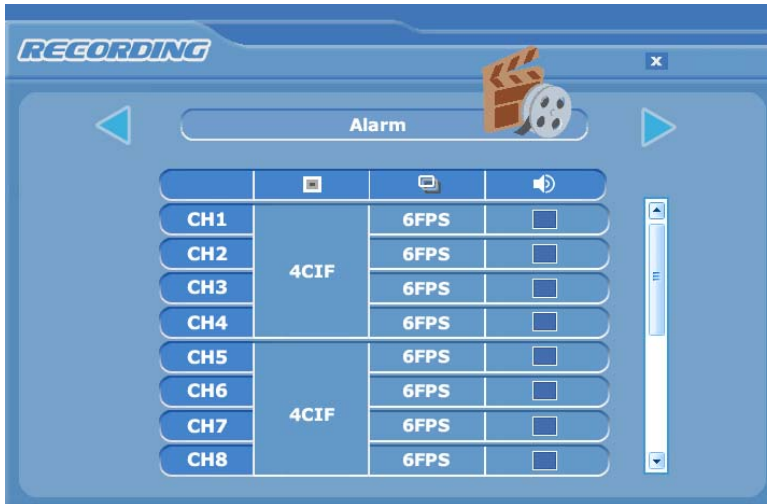 RECORDING
X
Alarm
CH1 6FPS
CH2 6FPS
4CIF
CH3 6FPS
CH4 6FPS
CH5 6FPS
CH6 6FPS
4CIF
CH7 6FPS
CH8 6FPS